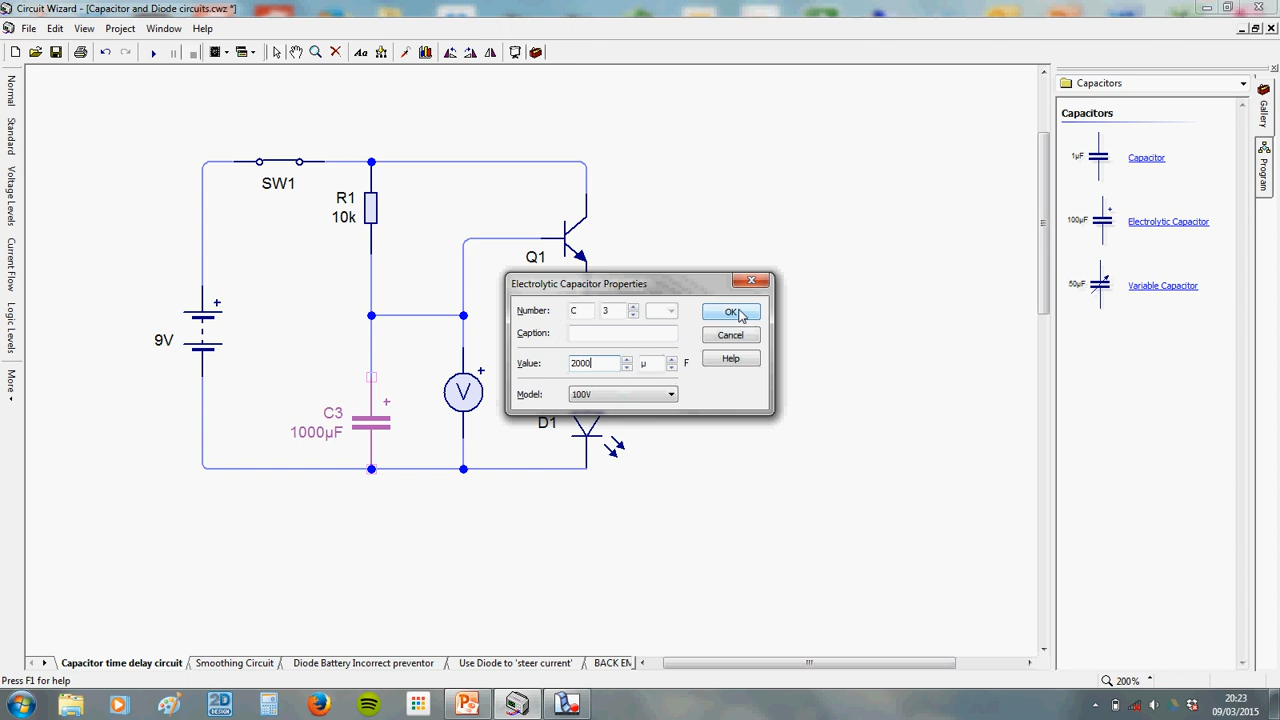 Circuit Wizard - [Capacitor and Diode circuits.cwz *]
File Edit View Project Window Help
Aa
Normal
Standard
Voltage Levels
Current Flow
Logic Levels
More
SW1
R1
10k
Q1
9V
C3
1000µF
V
D1
Electrolytic Capacitor Properties
Number: C 3
Caption:
Value: 2000 µ F
Model: 100V
OK
Cancel
Help
Capacitors
Capacitors
1µF Capacitor
100µF Electrolytic Capacitor
50µF Variable Capacitor
Gallery
Program
Capacitor time delay circuit Smoothing Circuit Diode Battery Incorrect preventor Use Diode to 'steer current' BACK EM
Press F1 for help
200%
2D
DESIGN
20:23
09/03/2015